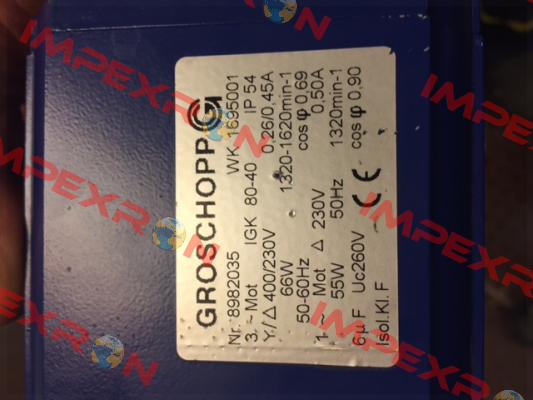 GROSCHOPP
Nr. 8982035 WK 1695001
3. ~ Mot IGK 80-40 IP 54
Y/Δ 400/230V 0,26/0,45A
66W 1320-1620min-1
50-60Hz cos φ 0,69
1 ~ Mot Δ 230V 0,50A
55W 50Hz 1320min-1
6µF Uc260V cos φ 0,90
Isol.Kl. F CE
IMPEXRON
IMPEXRON
IMPEXRON
IMPEXRON
IMPEXRON
IMPEXRON